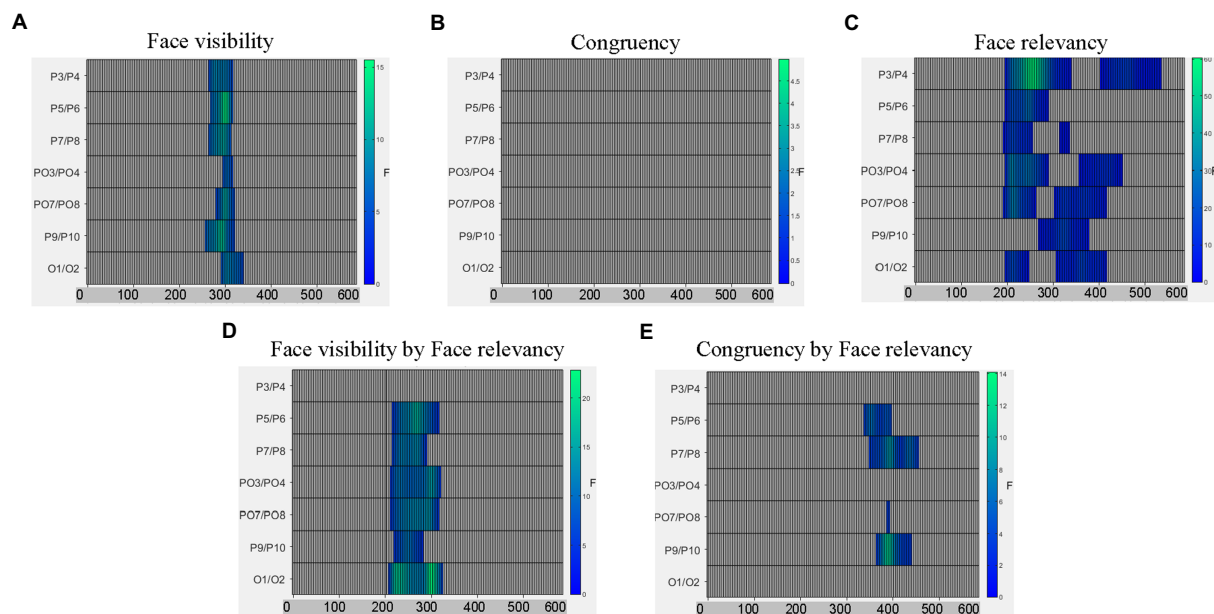 A
Face visibility
P3/P4
P5/P6
P7/P8
PO3/PO4
PO7/PO8
P9/P10
O1/O2
0 100 200 300 400 500 600
15
10
5
0
F
B
Congruency
P3/P4
P5/P6
P7/P8
PO3/PO4
PO7/PO8
P9/P10
O1/O2
0 100 200 300 400 500 600
4.5
4
3.5
3
2.5
2
1.5
1
0.5
0
F
C
Face relevancy
P3/P4
P5/P6
P7/P8
PO3/PO4
PO7/PO8
P9/P10
O1/O2
0 100 200 300 400 500 600
60
50
40
30
20
10
0
F
D
Face visibility by Face relevancy
P3/P4
P5/P6
P7/P8
PO3/PO4
PO7/PO8
P9/P10
O1/O2
0 100 200 300 400 500 600
20
15
10
5
0
F
E
Congruency by Face relevancy
P3/P4
P5/P6
P7/P8
PO3/PO4
PO7/PO8
P9/P10
O1/O2
0 100 200 300 400 500 600
14
12
10
8
6
4
2
0
F